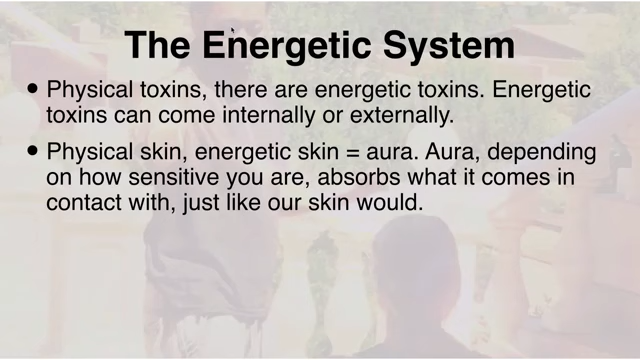 The Energetic System
• Physical toxins, there are energetic toxins. Energetic
toxins can come internally or externally.
• Physical skin, energetic skin = aura. Aura, depending
on how sensitive you are, absorbs what it comes in
contact with, just like our skin would.